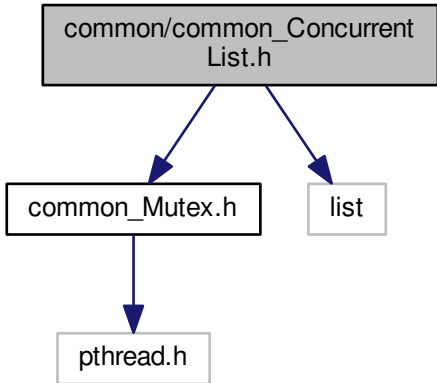 common/common_Concurrent
List.h
common_Mutex.h
list
pthread.h